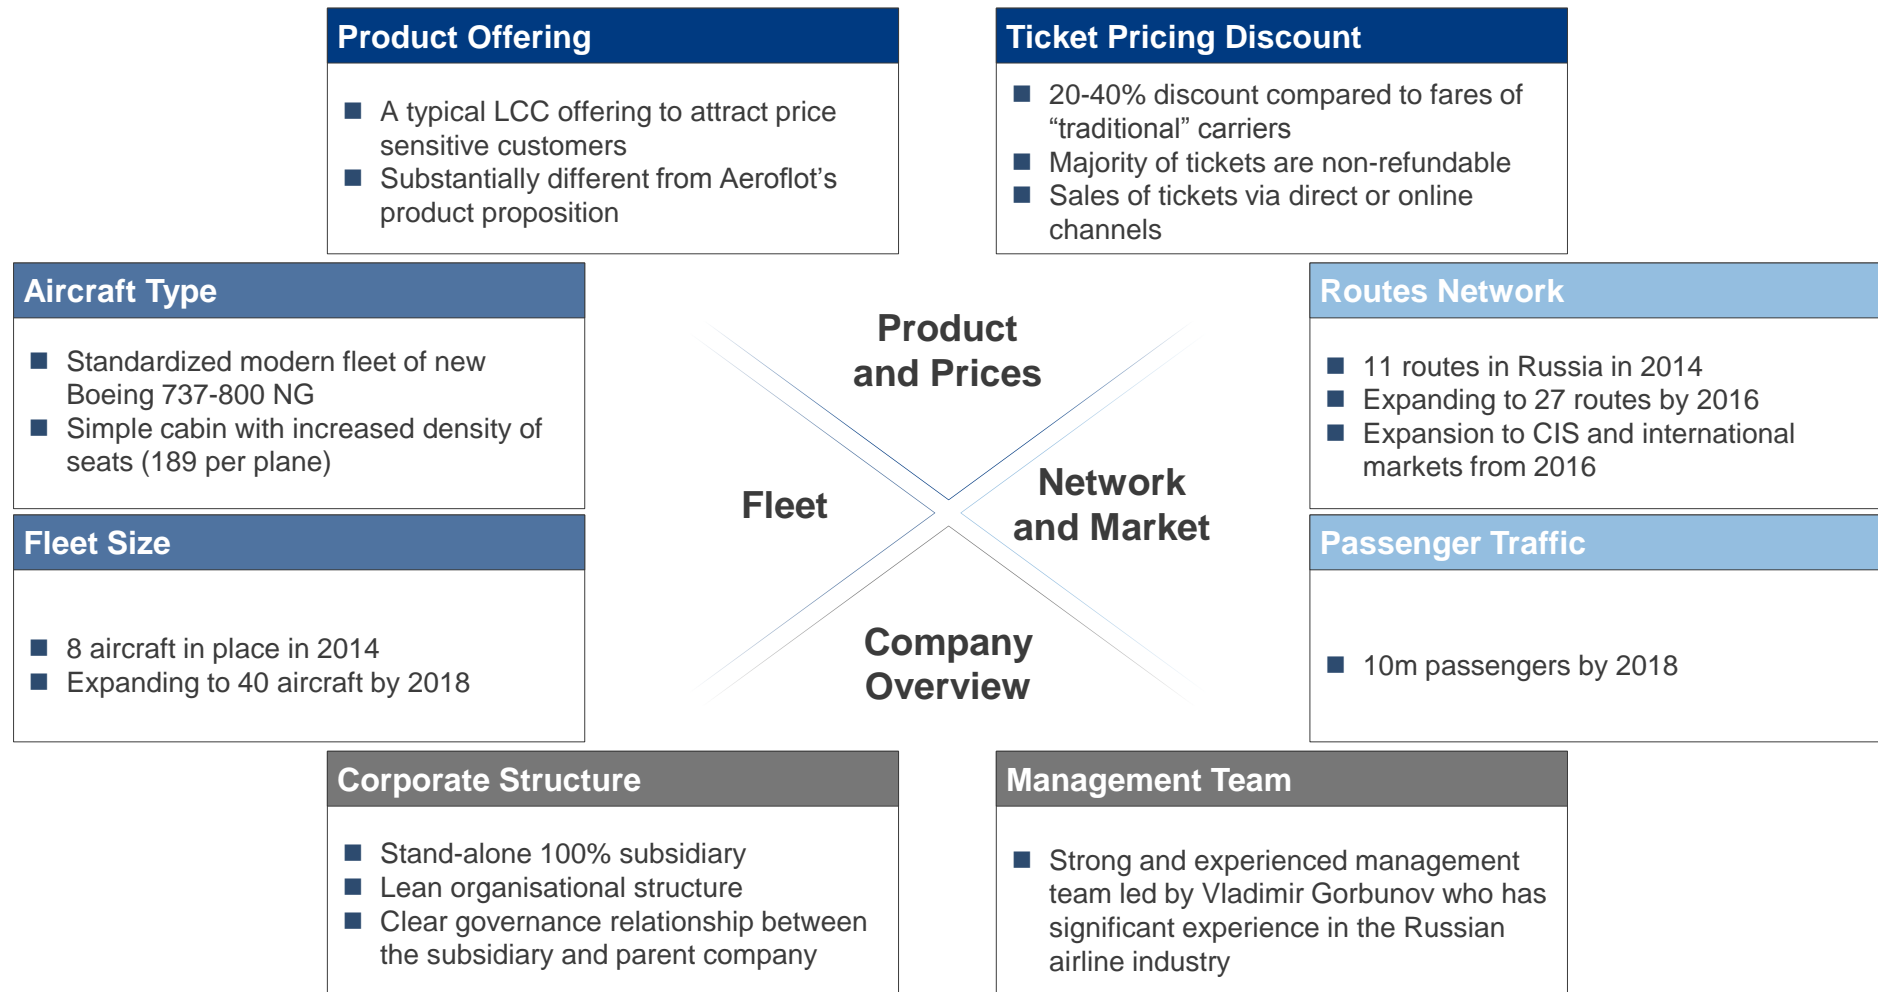 Product Offering
A typical LCC offering to attract price
sensitive customers
Substantially different from Aeroflot's
product proposition
Ticket Pricing Discount
20-40% discount compared to fares of
“traditional” carriers
Majority of tickets are non-refundable
Sales of tickets via direct or online
channels
Aircraft Type
Standardized modern fleet of new
Boeing 737-800 NG
Simple cabin with increased density of
seats (189 per plane)
Fleet Size
8 aircraft in place in 2014
Expanding to 40 aircraft by 2018
Product
and Prices
Fleet
Network
and Market
Company
Overview
Routes Network
11 routes in Russia in 2014
Expanding to 27 routes by 2016
Expansion to CIS and international
markets from 2016
Passenger Traffic
10m passengers by 2018
Corporate Structure
Stand-alone 100% subsidiary
Lean organisational structure
Clear governance relationship between
the subsidiary and parent company
Management Team
Strong and experienced management
team led by Vladimir Gorbunov who has
significant experience in the Russian
airline industry